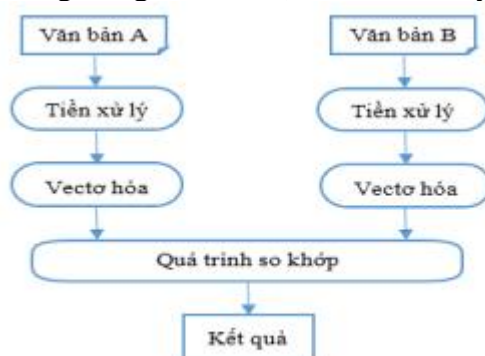 Văn bản A
Văn bản B
Tiền xử lý
Tiền xử lý
Vectơ hóa
Vectơ hóa
Quá trình so khớp
Kết quả